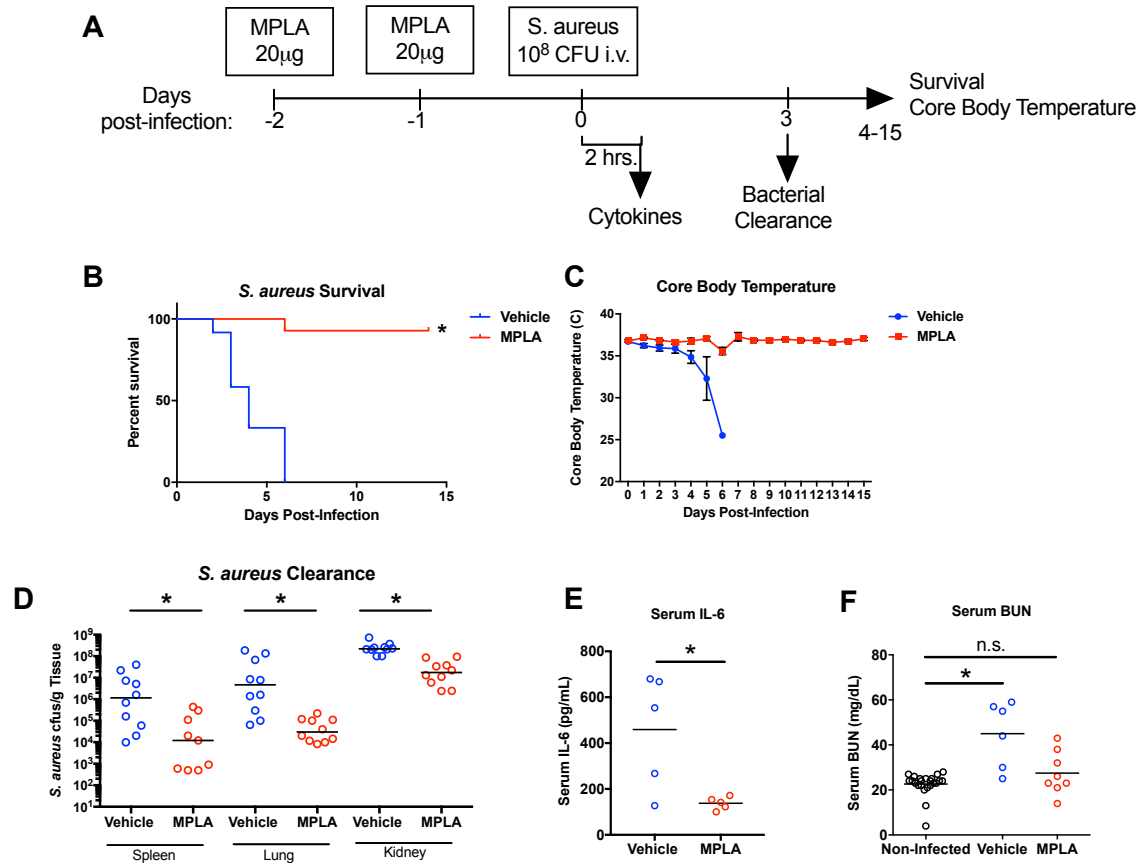 A
MPLA
20µg
MPLA
20µg
S. aureus
10⁸ CFU i.v.
Days
post-infection:
-2
-1
0
3
4-15
Survival
Core Body Temperature
2 hrs.
Cytokines
Bacterial
Clearance
B
S. aureus Survival
Percent survival
100
50
0
0
5
10
15
Days Post-Infection
Vehicle
MPLA
*
C
Core Body Temperature
Core Body Temperature (C)
40
35
30
25
20
0 1 2 3 4 5 6 7 8 9 10 11 12 13 14 15
Days Post-Infection
Vehicle
MPLA
D
S. aureus Clearance
* * *
S. aureus cfus/g Tissue
10⁹
10⁸
10⁷
10⁶
10⁵
10⁴
10³
10²
10¹
Vehicle MPLA Vehicle MPLA Vehicle MPLA
Spleen Lung Kidney
E
Serum IL-6
*
Serum IL-6 (pg/mL)
800
600
400
200
0
Vehicle MPLA
F
Serum BUN
n.s.
*
Serum BUN (mg/dL)
80
60
40
20
0
Non-Infected Vehicle MPLA